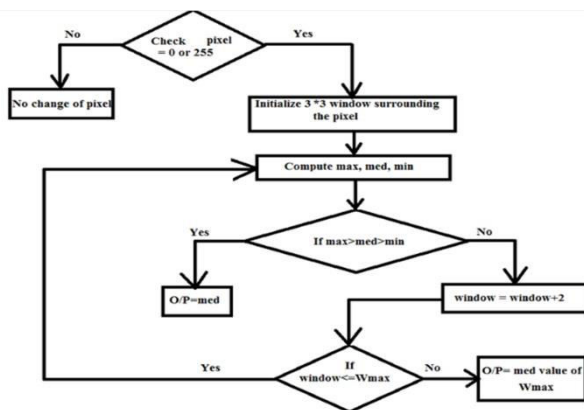 No
Yes
Check pixel
= 0 or 255
No change of pixel
Initialize 3 *3 window surrounding
the pixel
Compute max, med, min
Yes
No
If max>med>min
O/P=med
window = window+2
Yes
If
window<=Wmax
No
O/P= med value of
Wmax